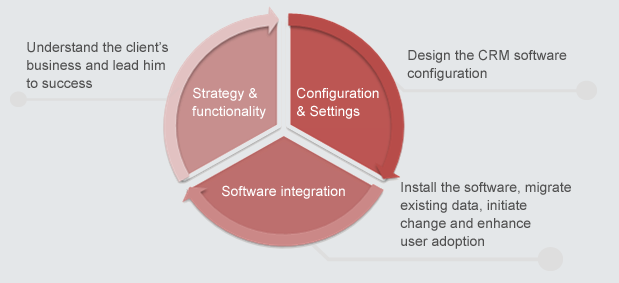 Understand the client's
business and lead him
to success
Strategy &
functionality
Configuration
& Settings
Design the CRM software
configuration
Software integration
Install the software, migrate
existing data, initiate
change and enhance
user adoption